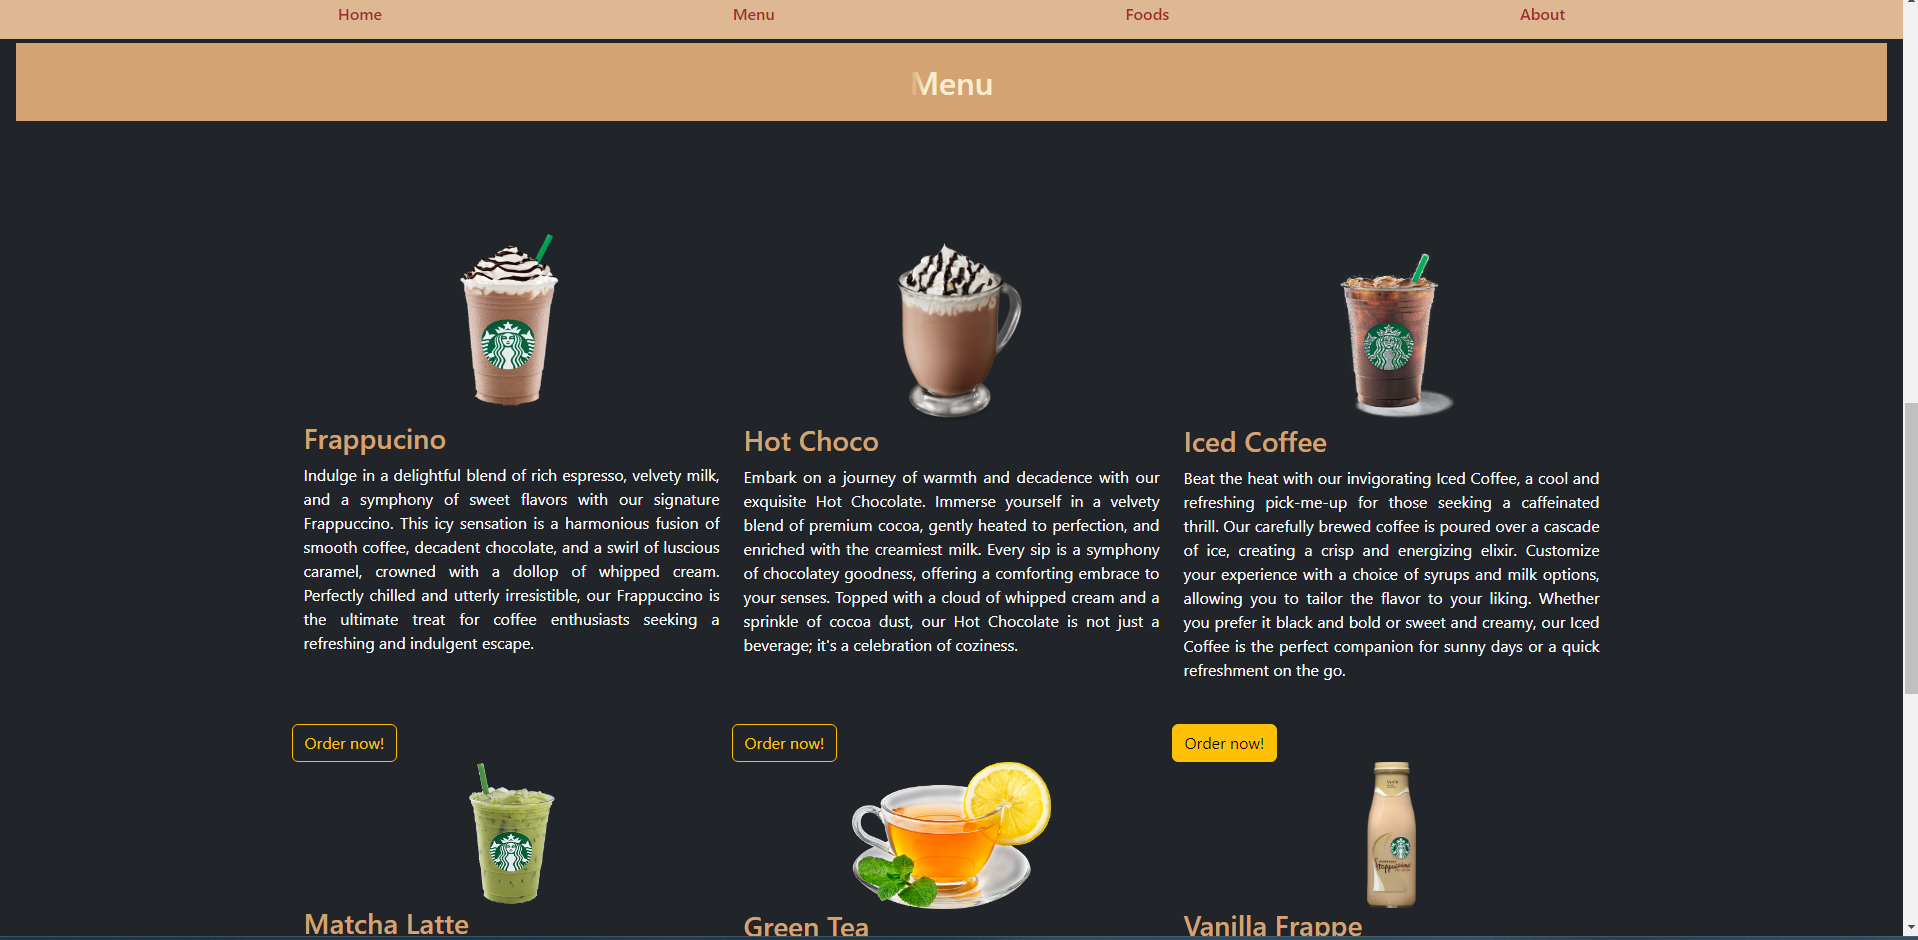 Home Menu Foods About
Menu
Frappucino
Indulge in a delightful blend of rich espresso, velvety milk,
and a symphony of sweet flavors with our signature
Frappuccino. This icy sensation is a harmonious fusion of
smooth coffee, decadent chocolate, and a swirl of luscious
caramel, crowned with a dollop of whipped cream.
Perfectly chilled and utterly irresistible, our Frappuccino is
the ultimate treat for coffee enthusiasts seeking a
refreshing and indulgent escape.
Order now!
Hot Choco
Embark on a journey of warmth and decadence with our
exquisite Hot Chocolate. Immerse yourself in a velvety
blend of premium cocoa, gently heated to perfection, and
enriched with the creamiest milk. Every sip is a symphony
of chocolatey goodness, offering a comforting embrace to
your senses. Topped with a cloud of whipped cream and a
sprinkle of cocoa dust, our Hot Chocolate is not just a
beverage; it's a celebration of coziness.
Order now!
Iced Coffee
Beat the heat with our invigorating Iced Coffee, a cool and
refreshing pick-me-up for those seeking a caffeinated
thrill. Our carefully brewed coffee is poured over a cascade
of ice, creating a crisp and energizing elixir. Customize
your experience with a choice of syrups and milk options,
allowing you to tailor the flavor to your liking. Whether
you prefer it black and bold or sweet and creamy, our Iced
Coffee is the perfect companion for sunny days or a quick
refreshment on the go.
Order now!
Matcha Latte
Green Tea
Vanilla Frappe